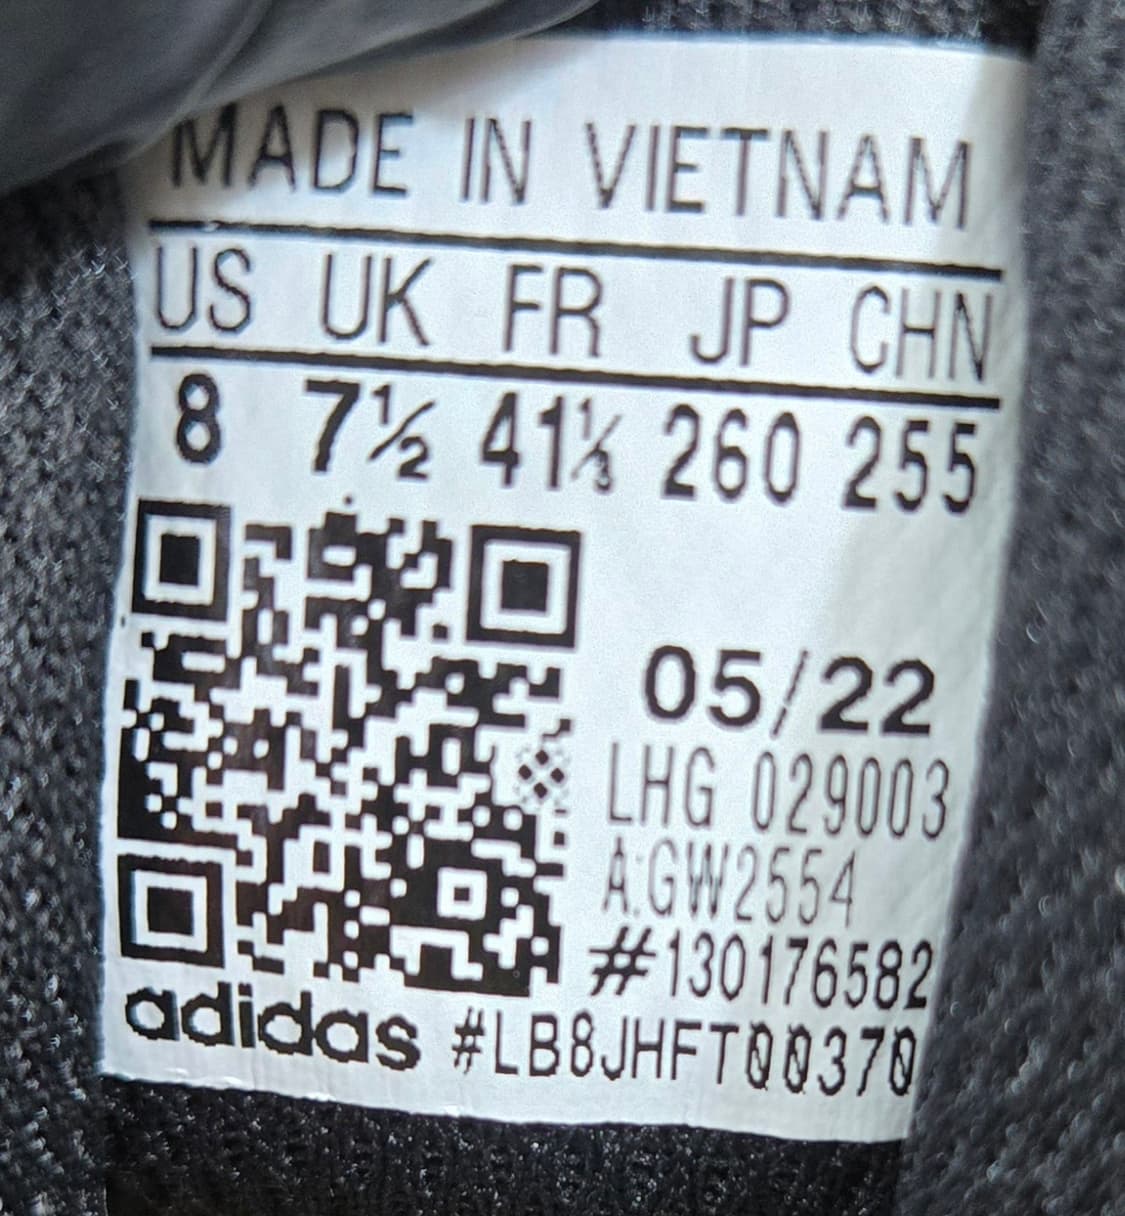 MADE IN VIETNAM
US UK FR JP CHN
8 7½ 41⅓ 260 255
05/22
LHG 029003
A:GW2554
#130176582
adidas #LB8JHFT00370